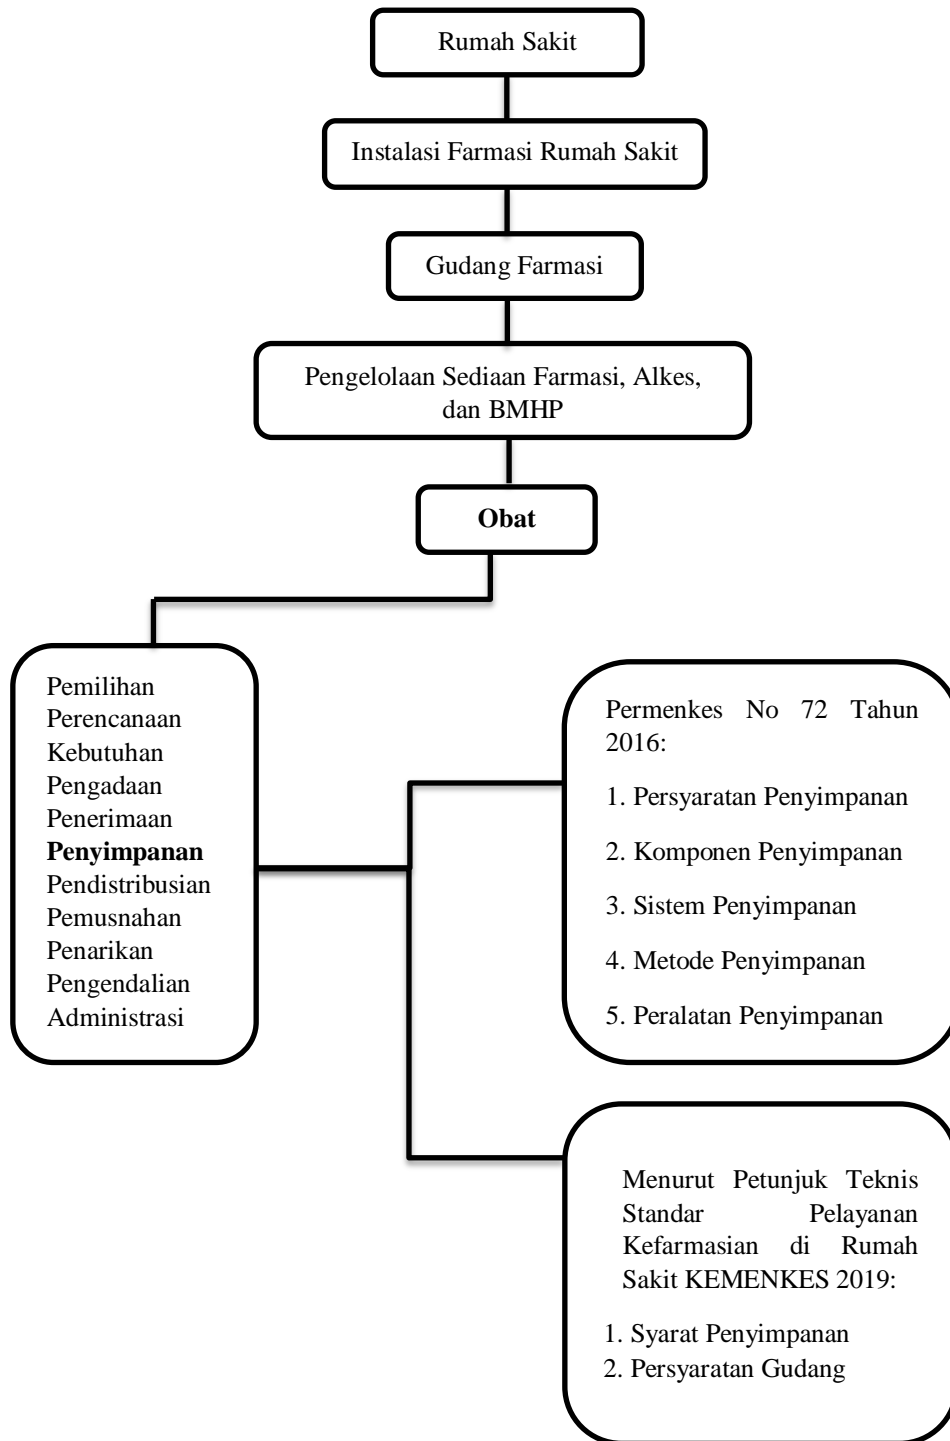 Rumah Sakit
Instalasi Farmasi Rumah Sakit
Gudang Farmasi
Pengelolaan Sediaan Farmasi, Alkes,
dan BMHP
Obat
Pemilihan
Perencanaan
Kebutuhan
Pengadaan
Penerimaan
Penyimpanan
Pendistribusian
Pemusnahan
Penarikan
Pengendalian
Administrasi
Permenkes No 72 Tahun
2016:
1. Persyaratan Penyimpanan
2. Komponen Penyimpanan
3. Sistem Penyimpanan
4. Metode Penyimpanan
5. Peralatan Penyimpanan
Menurut Petunjuk Teknis
Standar Pelayanan
Kefarmasian di Rumah
Sakit KEMENKES 2019:
1. Syarat Penyimpanan
2. Persyaratan Gudang